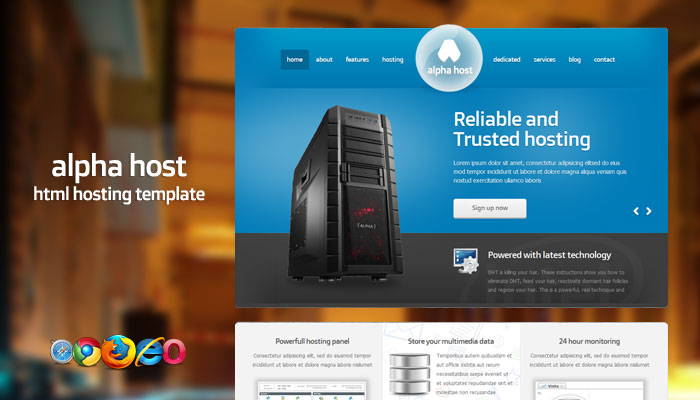 home about features hosting
alpha host
dedicated services blog contact
alpha host
html hosting template
Reliable and
Trusted hosting
Lorem ipsum dolor sit amet, consectetur adipisicing elitsed do eius
mod tempor incididunt ut labore et dolore magna aliqua veniam quis
nostrud exercitation ullamco laboris
Sign up now
[ALPHA]
Powered with latest technology
DHT is killing your hair. These instructions show you how to
eliminate DHT, feed your hair, reactivate dormant hair follicles
and regrow your hair. This is a powerful, real technique and
Powerfull hosting panel
Consectetur adipisicing elit, sed do eiusmod tempor
incididunt ut labore et dolore magna aliqua
Store your multimedia data
Temporibus autem quibusdam et
aut officiis debitis aut rerum
necessitatibus saepe eveniet ut
et voluptates repudiandae sint et
molestiae non recusandae
24 hour monitoring
Consectetur adipisicing elit, sed do eiusmod tempor
incididunt ut labore et dolore magna aliqua